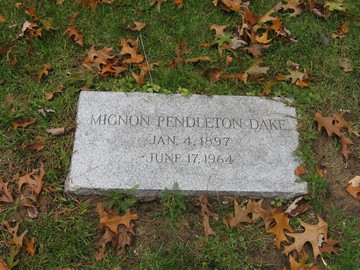 MIGNON PENDLETON DAKE
JAN. 4, 1897
JUNE 17, 1964